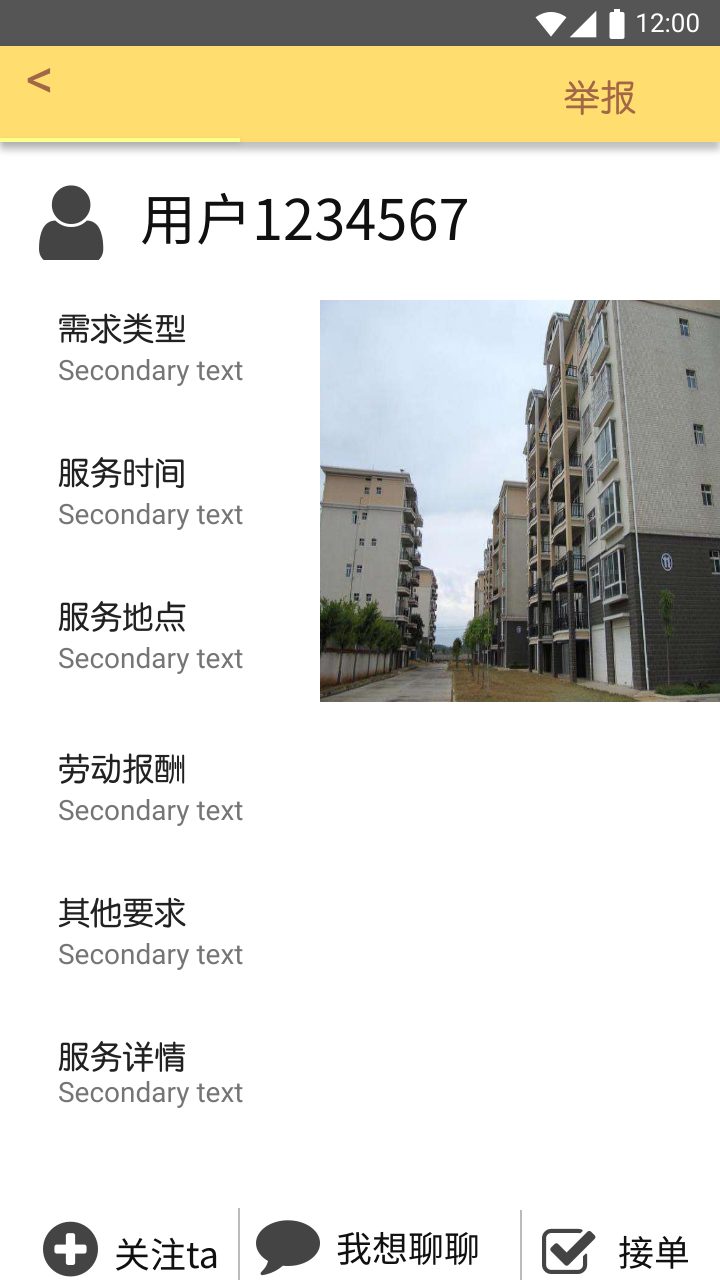 12:00
<
举报
用户1234567
需求类型
Secondary text
服务时间
Secondary text
服务地点
Secondary text
劳动报酬
Secondary text
其他要求
Secondary text
服务详情
Secondary text
关注ta
我想聊聊
接单